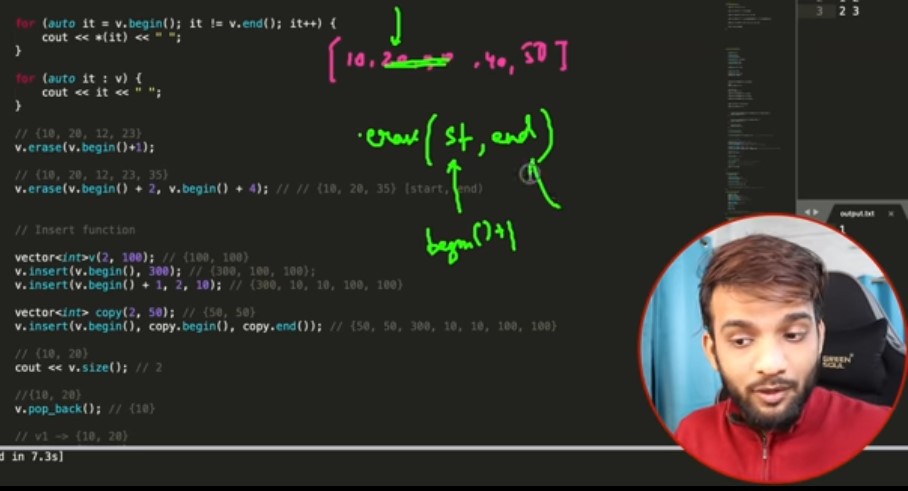 for (auto it = v.begin(); it != v.end(); it++) {
cout << *(it) << " ";
}
for (auto it : v) {
cout << it << " ";
}
// {10, 20, 12, 23}
v.erase(v.begin()+1);
// {10, 20, 12, 23, 35}
v.erase(v.begin() + 2, v.begin() + 4); // // {10, 20, 35} [start, end)
// Insert function
vector<int>v(2, 100); // {100, 100}
v.insert(v.begin(), 300); // {300, 100, 100};
v.insert(v.begin() + 1, 2, 10); // {300, 10, 10, 100, 100}
vector<int> copy(2, 50); // {50, 50}
v.insert(v.begin(), copy.begin(), copy.end()); // {50, 50, 300, 10, 10, 100, 100}
// {10, 20}
cout << v.size(); // 2
//{10, 20}
v.pop_back(); // {10}
// v1 -> {10, 20}
d in 7.3s]
[10, 20, , 40, 50]
.erase(st, end)
begin()+1
3 2 3
output.txt ×
1
GREEN
SOUL